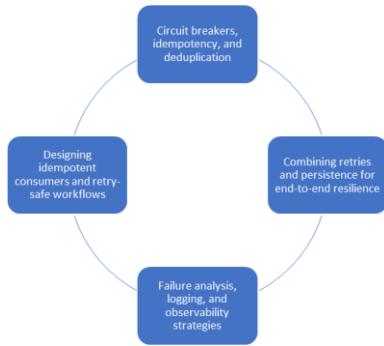 Circuit breakers,
idempotency, and
deduplication
Combining retries
and persistence for
end-to-end resilience
Failure analysis,
logging, and
observability
strategies
Designing
idempotent
consumers and retry-
safe workflows